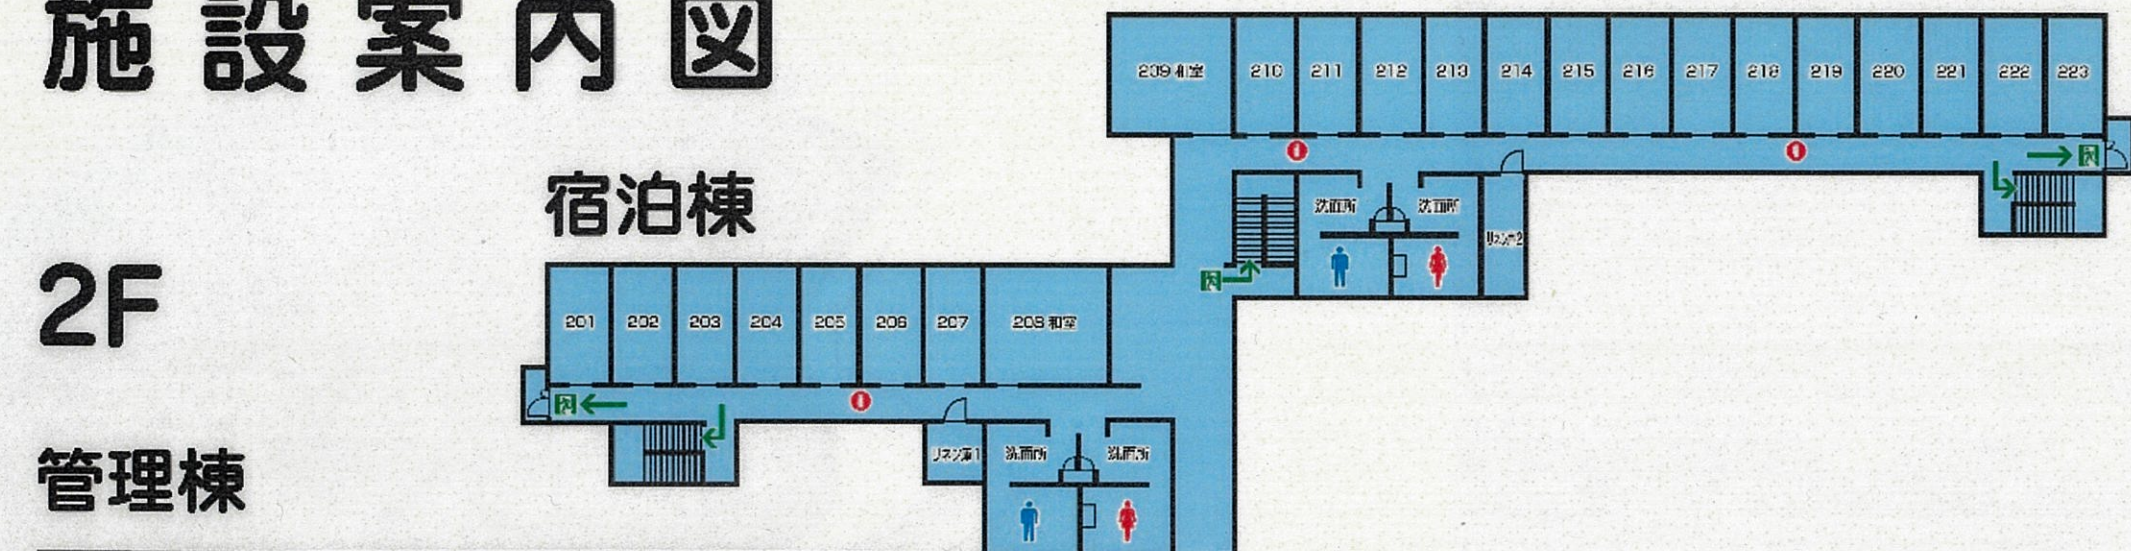 施設案内図
209 和室 210 211 212 213 214 215 216 217 218 219 220 221 222 223
宿泊棟
洗面所 洗面所
リネン庫2
2F
201 202 203 204 205 206 207 208 和室
管理棟
リネン庫1 洗面所 洗面所